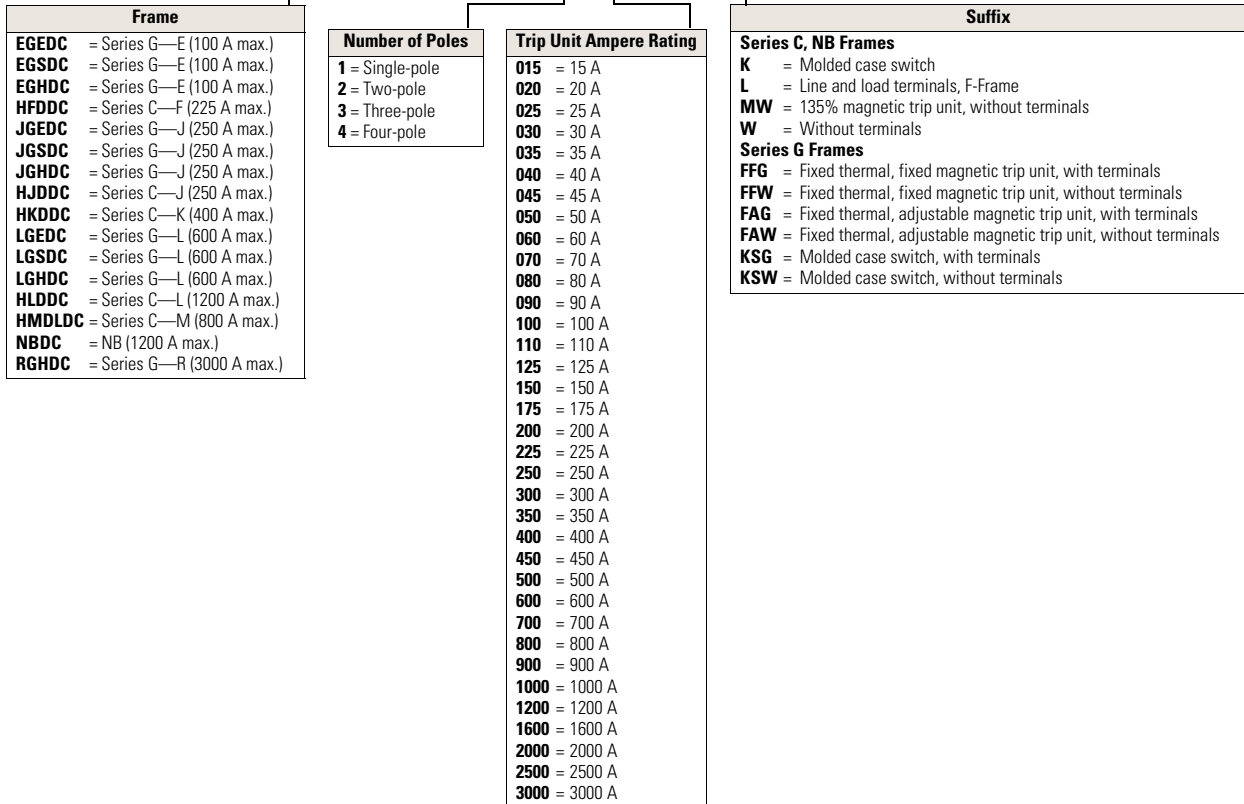 Frame
EGEDC = Series G—E (100 A max.)
EGSDC = Series G—E (100 A max.)
EGHDC = Series G—E (100 A max.)
HFDDC = Series C—F (225 A max.)
JGEDC = Series G—J (250 A max.)
JGSDC = Series G—J (250 A max.)
JGHDC = Series G—J (250 A max.)
HJDDC = Series C—J (250 A max.)
HKDDC = Series C—K (400 A max.)
LGEDC = Series G—L (600 A max.)
LGSDC = Series G—L (600 A max.)
LGHDC = Series G—L (600 A max.)
HLDDC = Series C—L (1200 A max.)
HMDLDC = Series C—M (800 A max.)
NBDC = NB (1200 A max.)
RGHDC = Series G—R (3000 A max.)
Number of Poles
1 = Single-pole
2 = Two-pole
3 = Three-pole
4 = Four-pole
Trip Unit Ampere Rating
015 = 15 A
020 = 20 A
025 = 25 A
030 = 30 A
035 = 35 A
040 = 40 A
045 = 45 A
050 = 50 A
060 = 60 A
070 = 70 A
080 = 80 A
090 = 90 A
100 = 100 A
110 = 110 A
125 = 125 A
150 = 150 A
175 = 175 A
200 = 200 A
225 = 225 A
250 = 250 A
300 = 300 A
350 = 350 A
400 = 400 A
450 = 450 A
500 = 500 A
600 = 600 A
700 = 700 A
800 = 800 A
900 = 900 A
1000 = 1000 A
1200 = 1200 A
1600 = 1600 A
2000 = 2000 A
2500 = 2500 A
3000 = 3000 A
Suffix
Series C, NB Frames
K = Molded case switch
L = Line and load terminals, F-Frame
MW = 135% magnetic trip unit, without terminals
W = Without terminals
Series G Frames
FFG = Fixed thermal, fixed magnetic trip unit, with terminals
FFW = Fixed thermal, fixed magnetic trip unit, without terminals
FAG = Fixed thermal, adjustable magnetic trip unit, with terminals
FAW = Fixed thermal, adjustable magnetic trip unit, without terminals
KSG = Molded case switch, with terminals
KSW = Molded case switch, without terminals